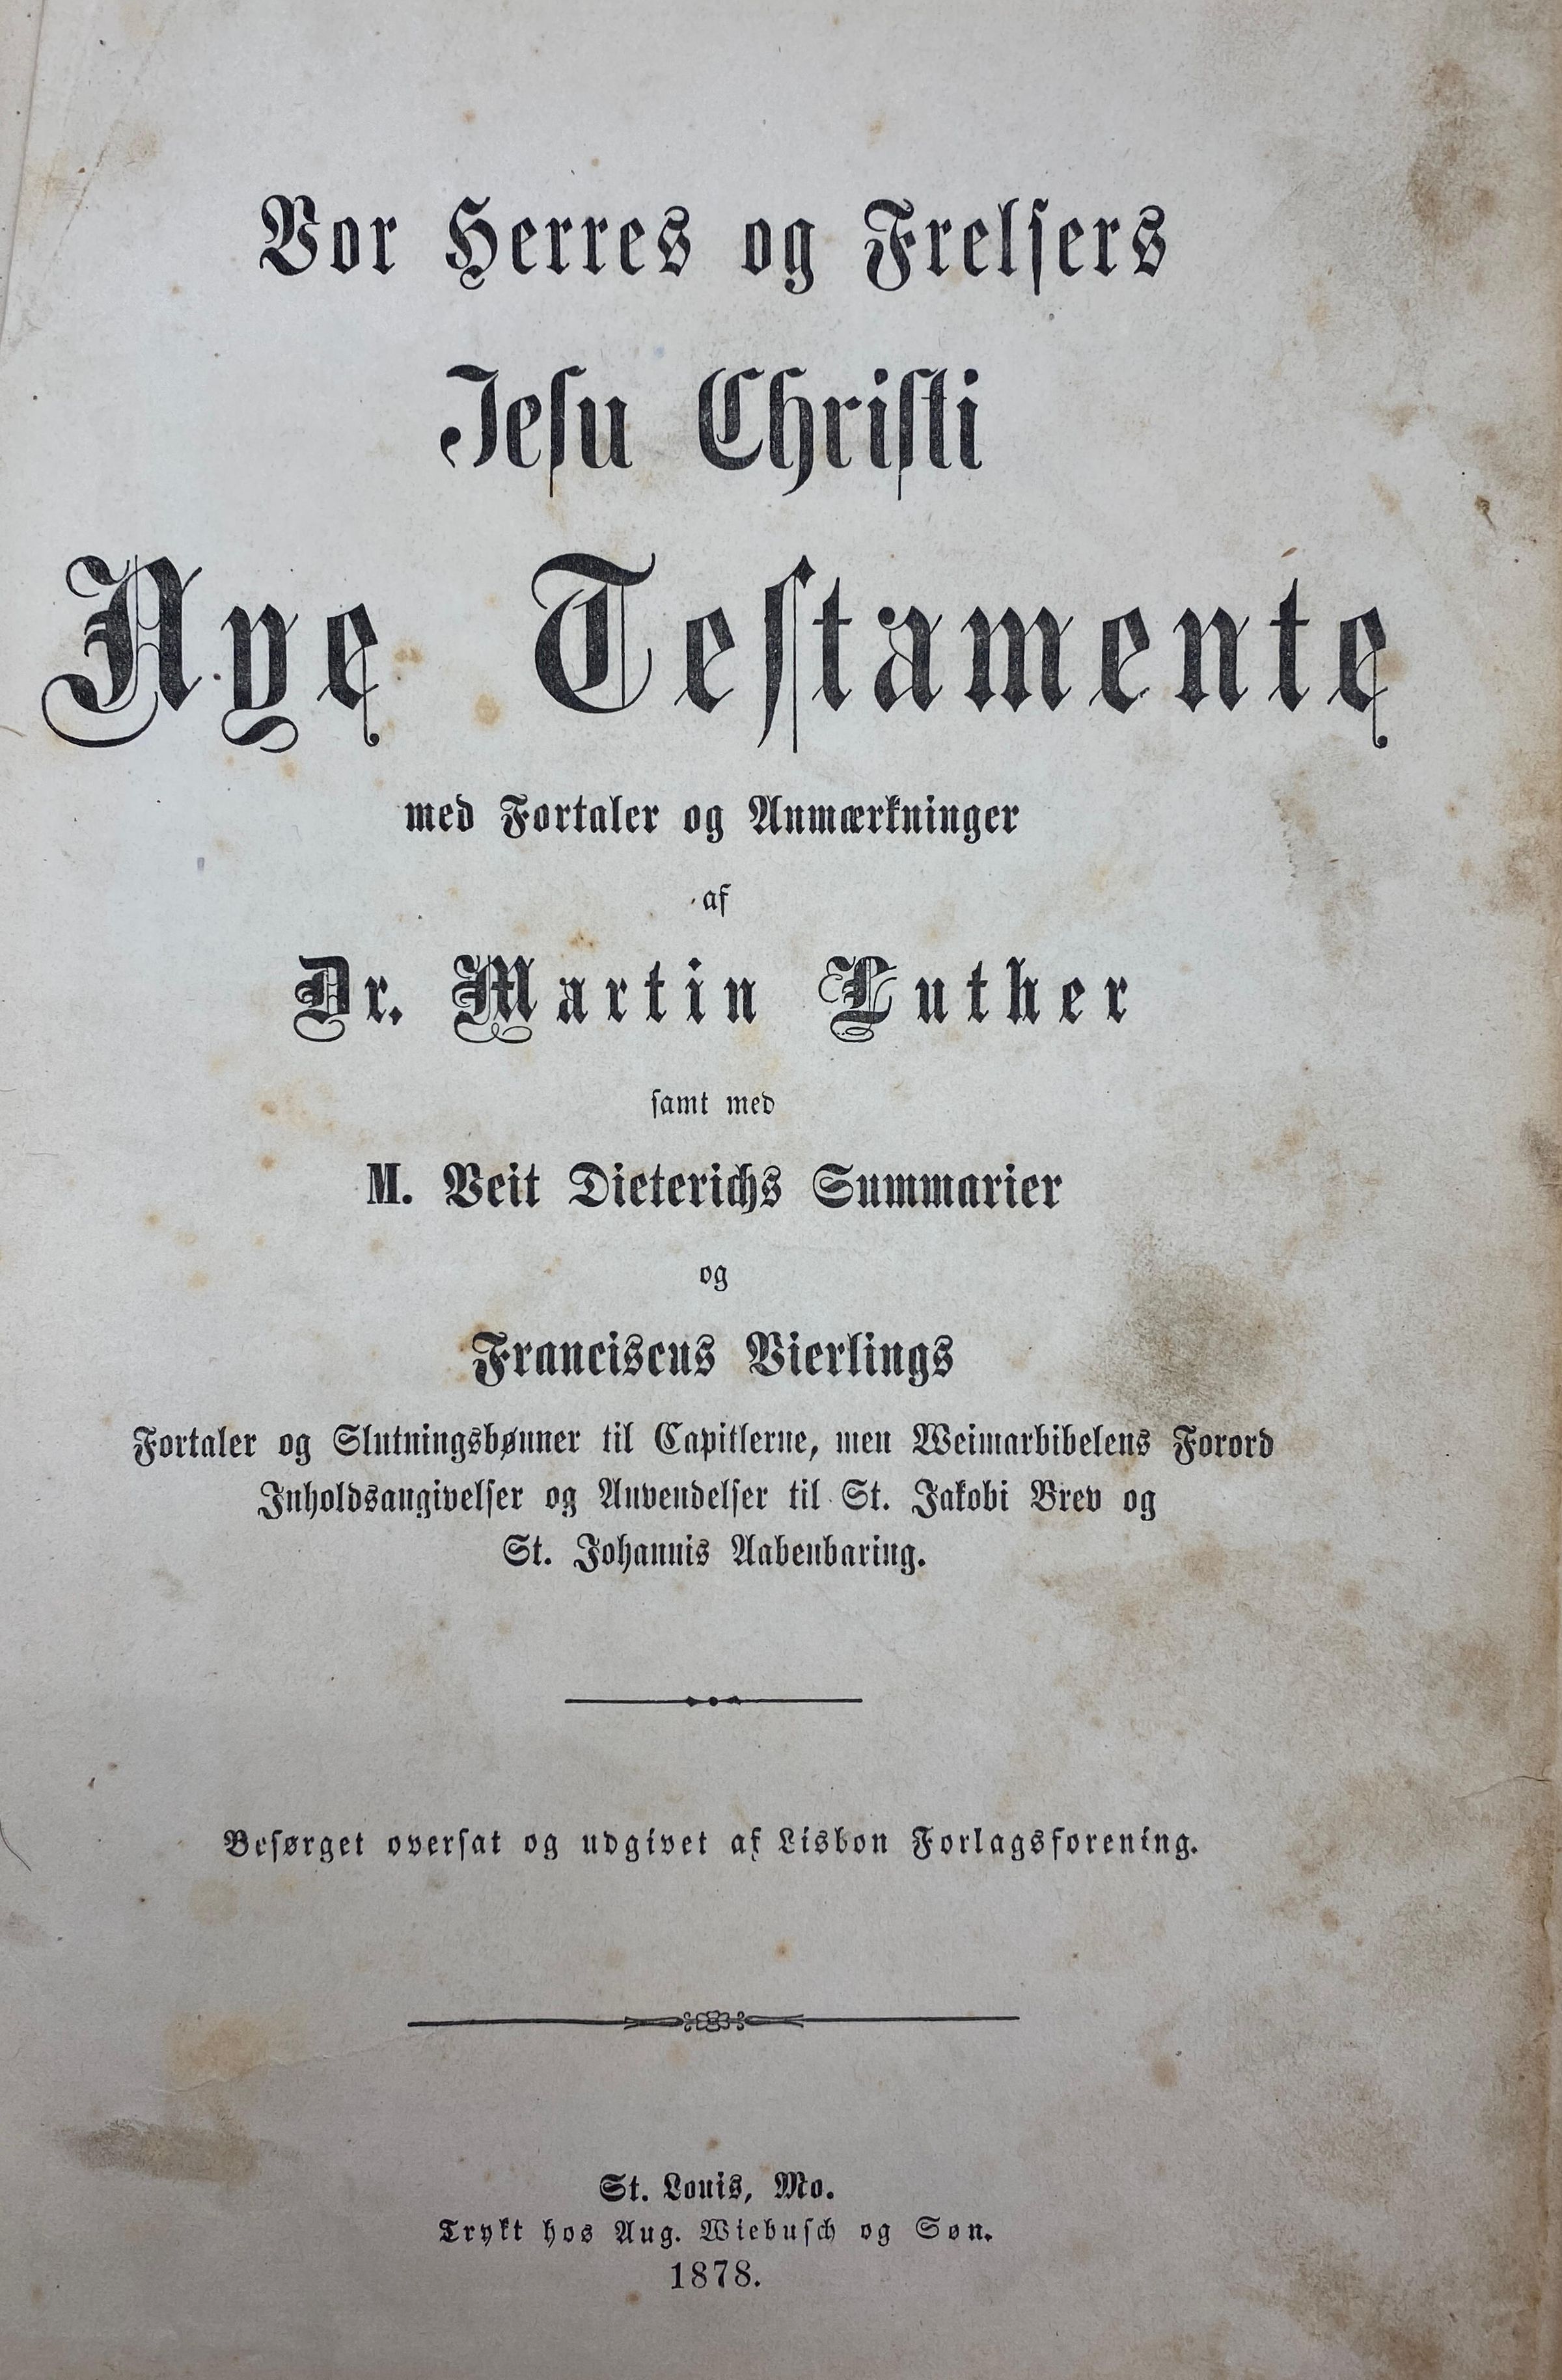 Vor Herres og Frelsers
Jesu Christi
Nye Testamente
med Fortaler og Anmærkninger
af
Dr. Martin Luther
samt med
M. Veit Dieterichs Summarier
og
Franciscus Vierlings
Fortaler og Slutningsbønner til Capitlerne, men Weimarbibelens Forord
Inholdsangivelser og Anvendelser til St. Jakobi Brev og
St. Johannis Aabenbaring.
Besørget oversat og udgivet af Lisbon Forlagsforening.
St. Louis, Mo.
Trykt hos Aug. Wiebusch og Søn.
1878.